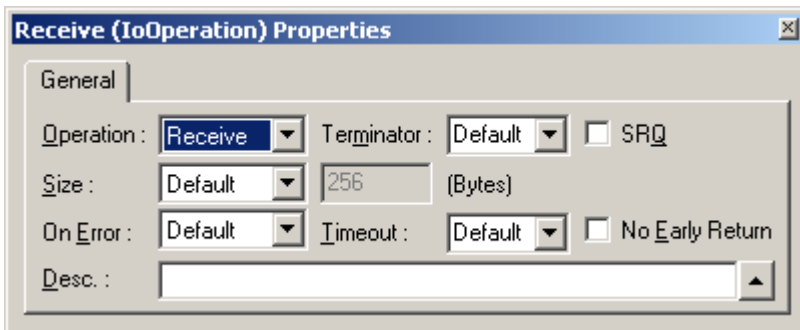 Receive (IoOperation) Properties
General
Operation : Receive Terminator : Default SRQ
Size : Default 256 (Bytes)
On Error : Default Timeout : Default No Early Return
Desc. :